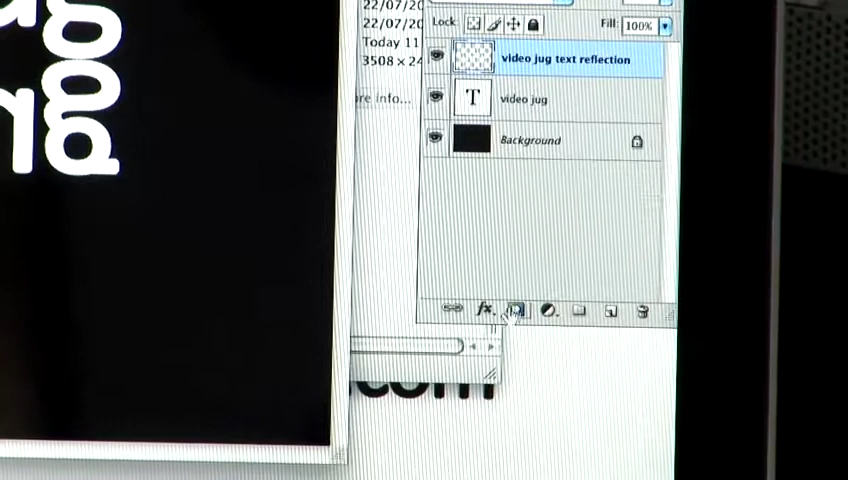 22/07/20
22/07/20
Today 11
3508 × 24
re info...
Lock:
Fill: 100%
video jug text reflection
T
video jug
Background
fx.
.com